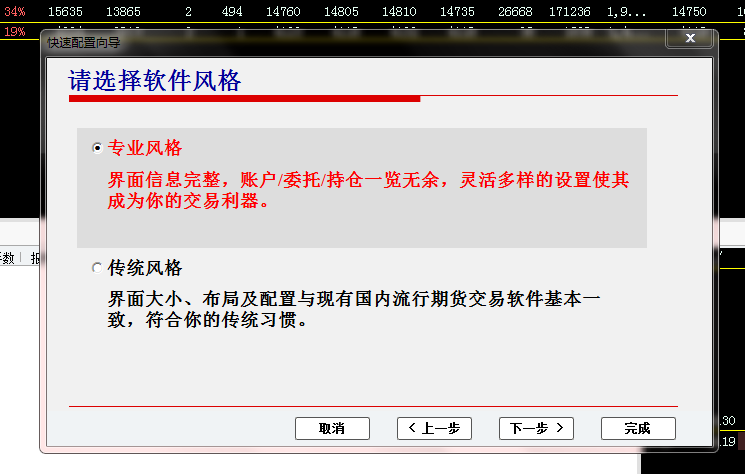 34% 15635 13865 2 494 14760 14805 14810 14735 26668 171236 1,9... 14750
19%
快速配置向导
请选择软件风格
专业风格
界面信息完整，账户/委托/持仓一览无余，灵活多样的设置使其
成为你的交易利器。
手数 报
传统风格
界面大小、布局及配置与现有国内流行期货交易软件基本一
致，符合你的传统习惯。
取消 < 上一步 下一步 > 完成
.30
.19